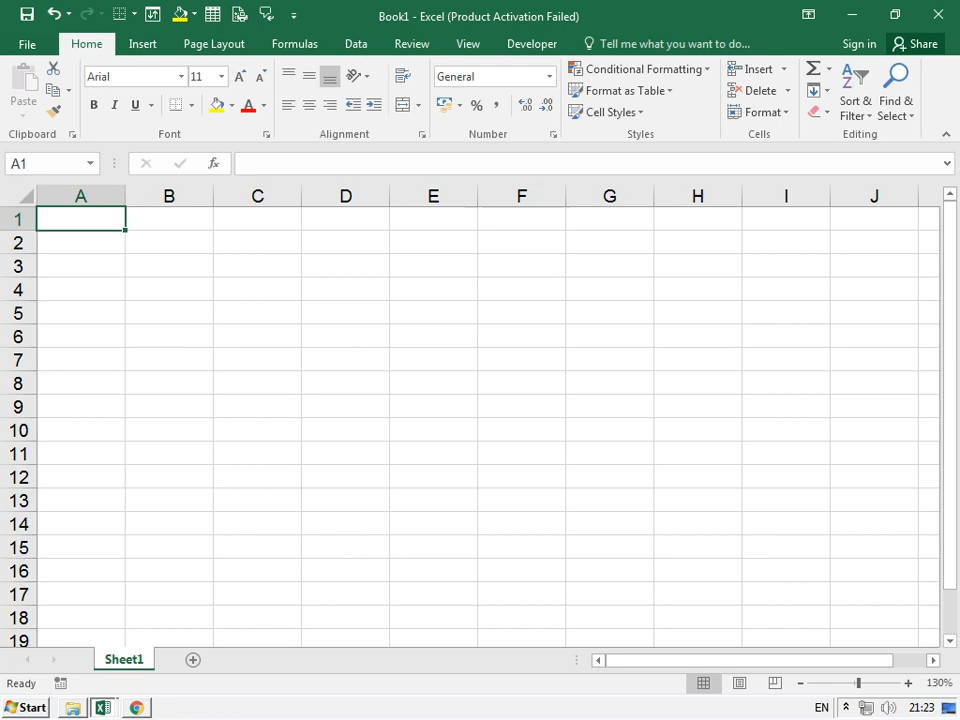 Book1 - Excel (Product Activation Failed)
File Home Insert Page Layout Formulas Data Review View Developer Tell me what you want to do... Sign in Share
Paste
Arial 11
General
B I U
% ,
Conditional Formatting
Format as Table
Cell Styles
Insert
Delete
Format
Sort & Filter
Find & Select
Clipboard Font Alignment Number Styles Cells Editing
A1 fx
A B C D E F G H I J
1
2
3
4
5
6
7
8
9
10
11
12
13
14
15
16
17
18
19
Sheet1
Ready 130%
Start EN 21:23